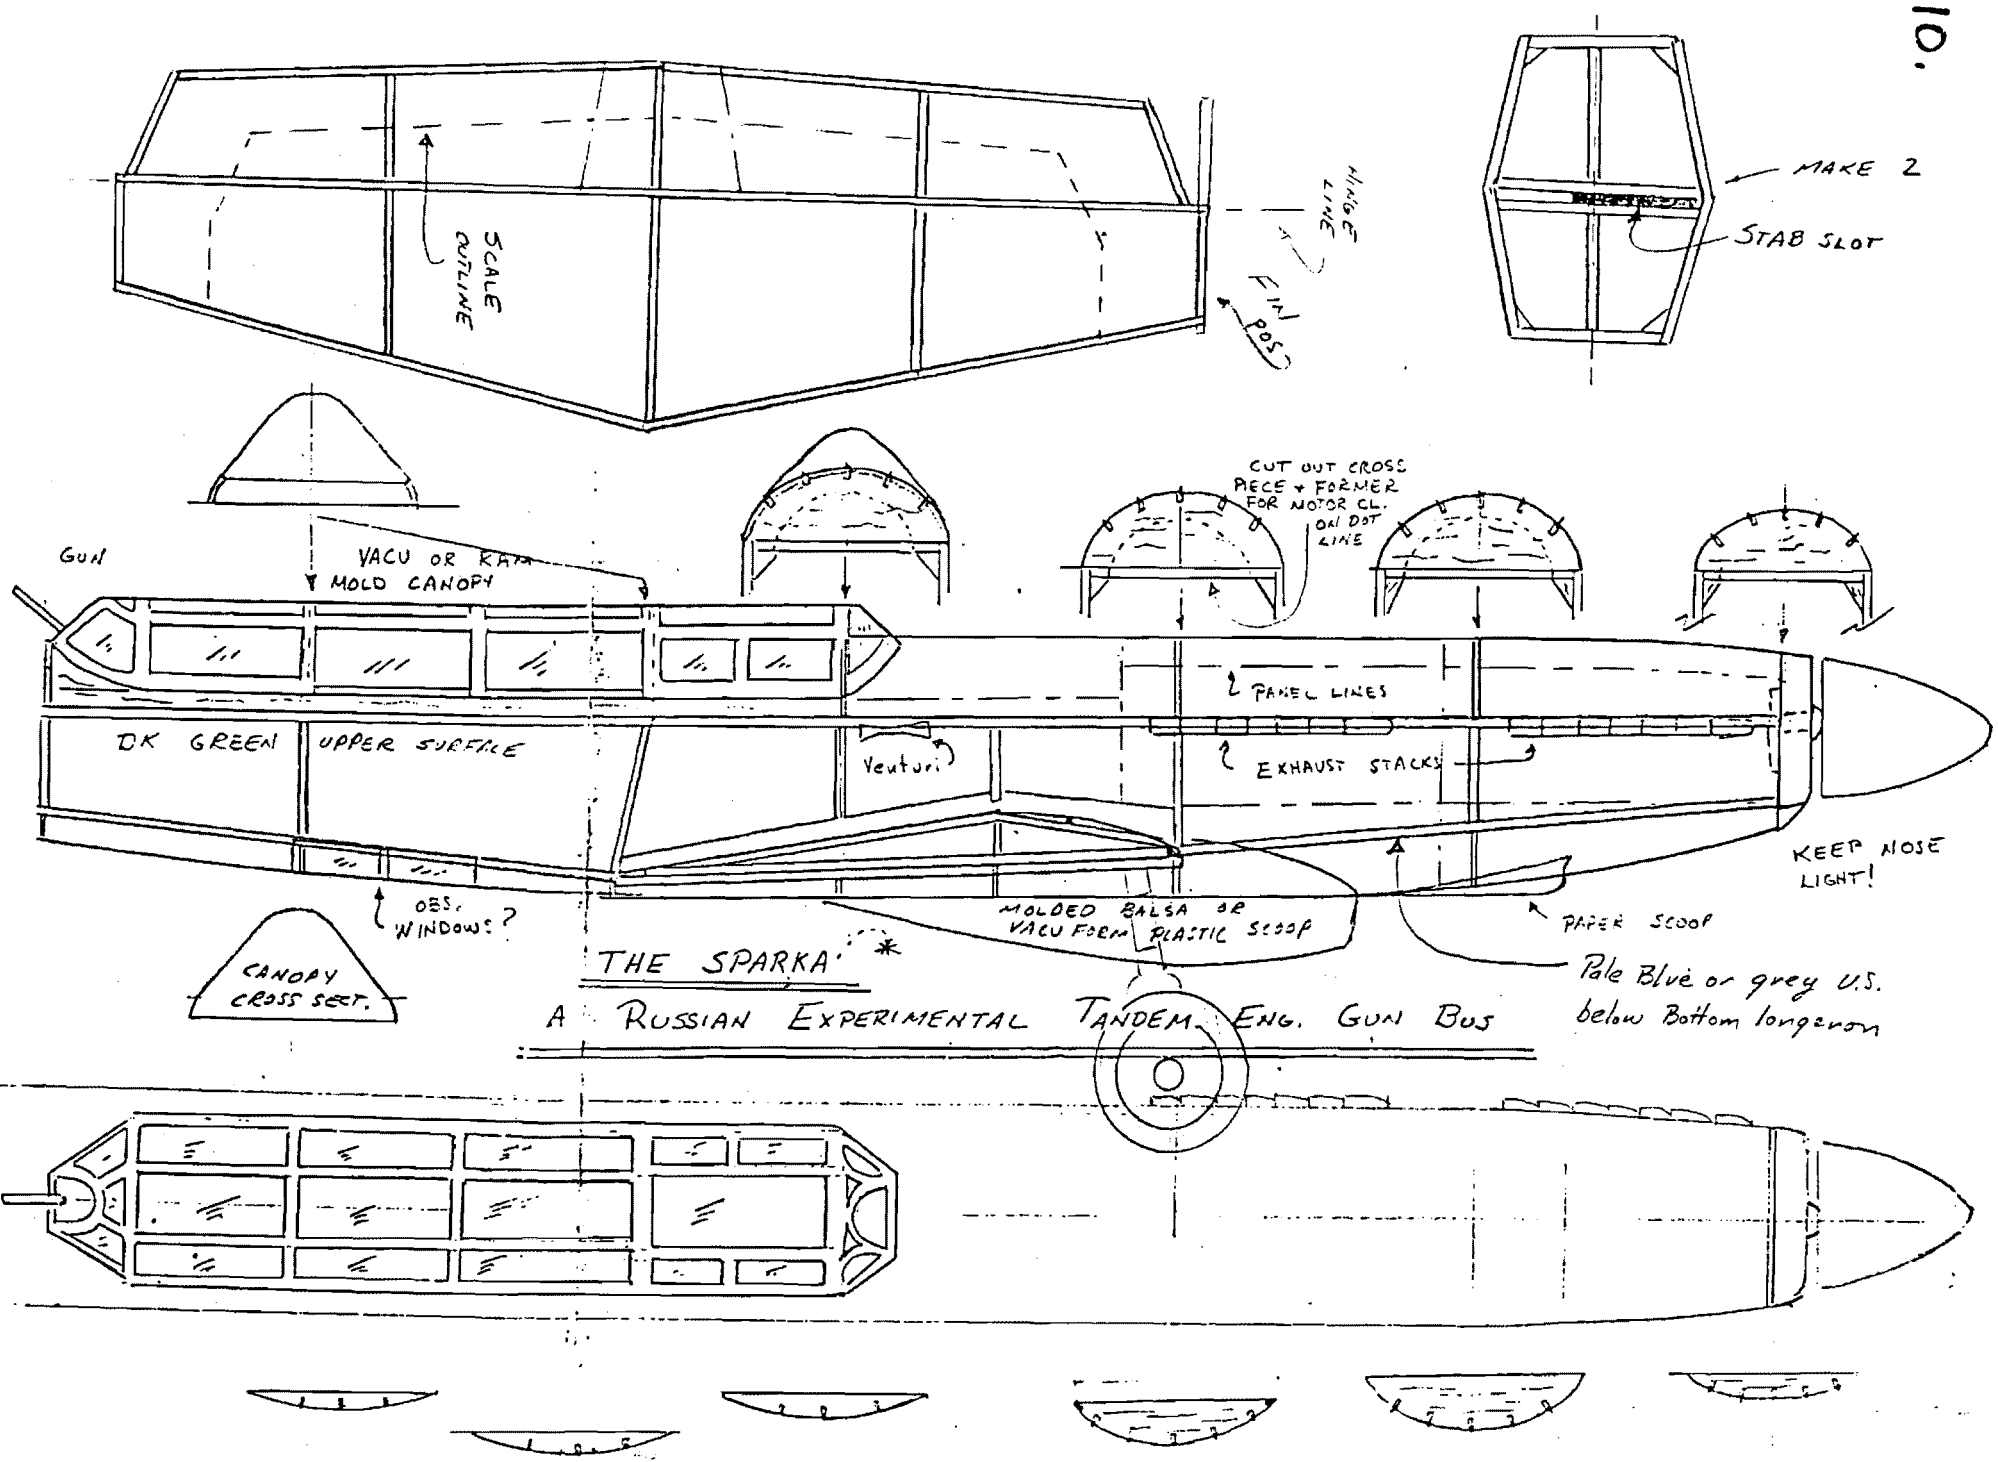 10.
MAKE 2
STAB SLOT
HINGE
LINE
FIN
POS
SCALE
OUTLINE
CUT OUT CROSS
PIECE + FORMER
FOR MOTOR CL.
ON DOT
LINE
GUN
VACU OR RAM
MOLD CANOPY
PANEL LINES
DK GREEN UPPER SURFACE
Venturi
EXHAUST STACKS
KEEP NOSE
LIGHT!
OBS.
WINDOWS?
MOLDED BALSA OR
VACU FORM PLASTIC SCOOP
PAPER SCOOP
CANOPY
CROSS SECT.
THE SPARKA *
Pale Blue or grey U.S.
below Bottom longeron
A RUSSIAN EXPERIMENTAL TANDEM ENG. GUN BUS